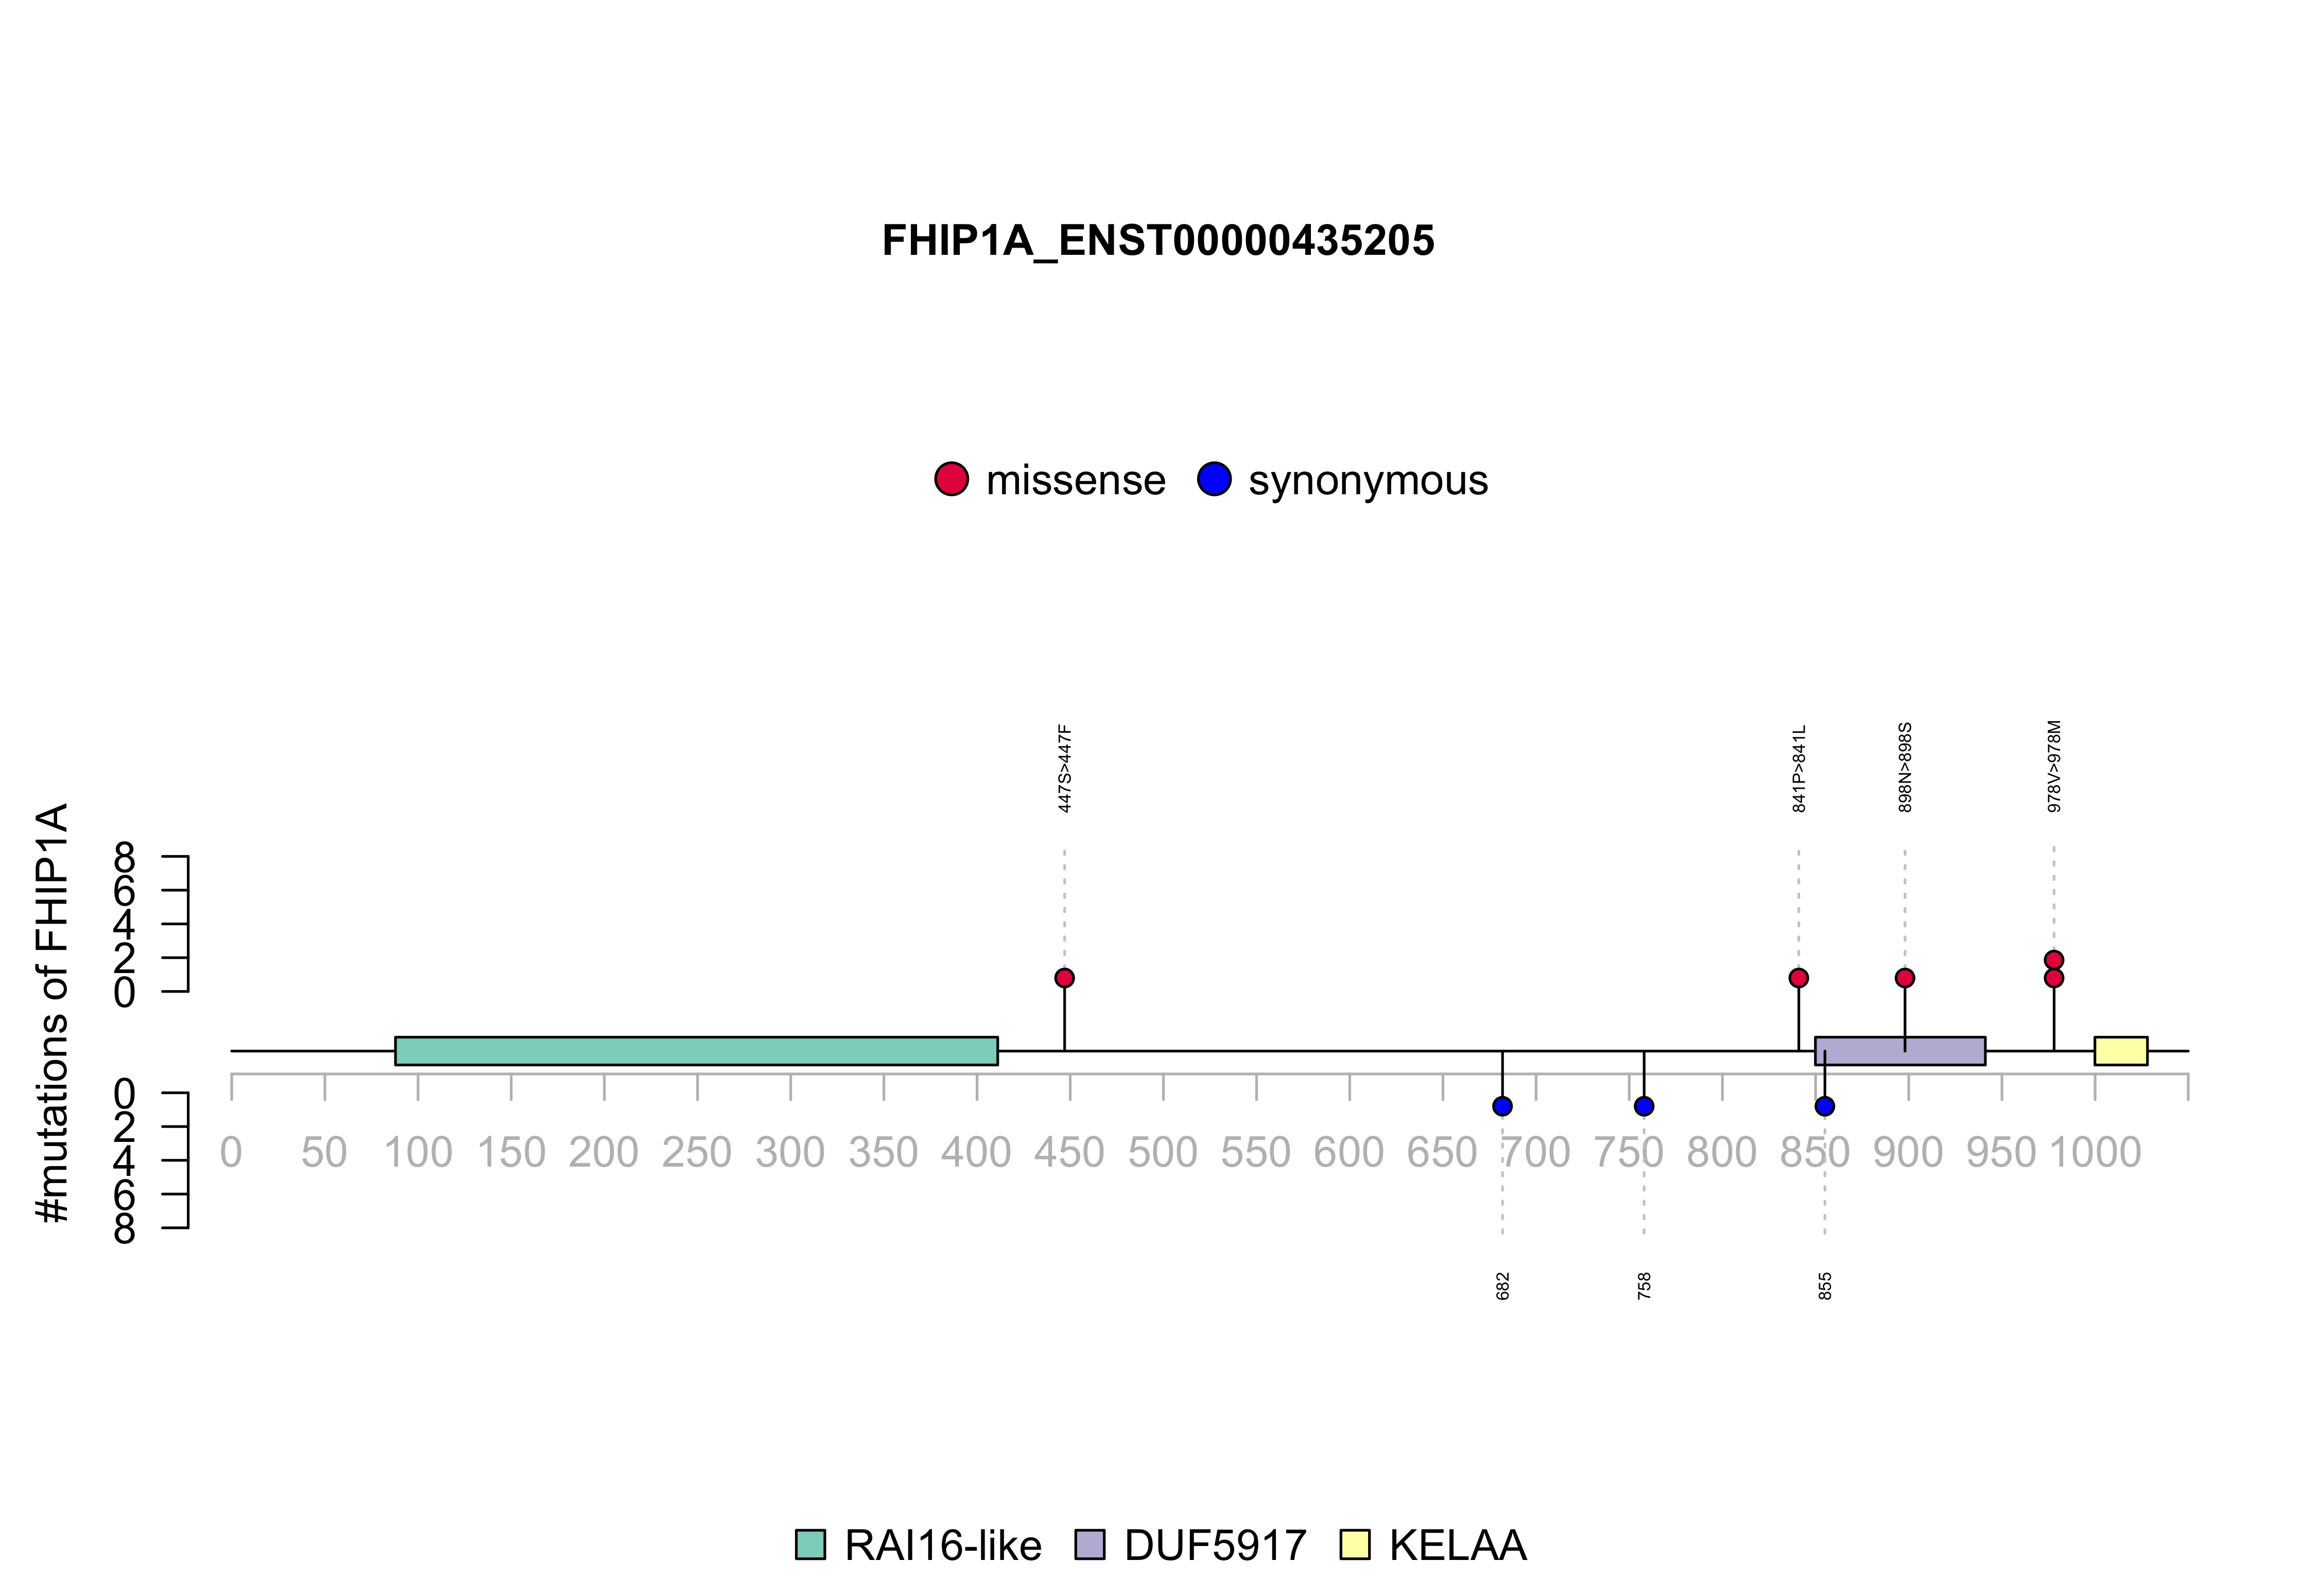 FHIP1A_ENST00000435205
missense synonymous
447S>447F 841P>841L 898N>898S 978V>978M
#mutations of FHIP1A
8
6
4
2
0
0
2
4
6
8
0 50 100 150 200 250 300 350 400 450 500 550 600 650 700 750 800 850 900 950 1000
682 758 855
RAI16-like DUF5917 KELAA